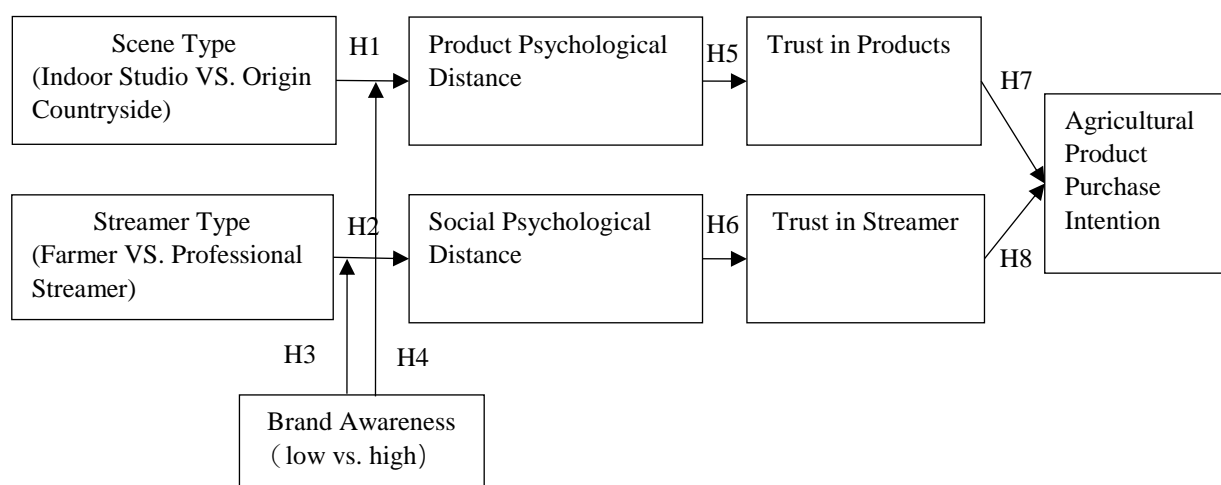 Scene Type
(Indoor Studio VS. Origin
Countryside)
H1
Product Psychological
Distance
H5
Trust in Products
H7
Agricultural
Product
Purchase
Intention
Streamer Type
(Farmer VS. Professional
Streamer)
H2
Social Psychological
Distance
H6
Trust in Streamer
H8
H3
H4
Brand Awareness
（low vs. high）